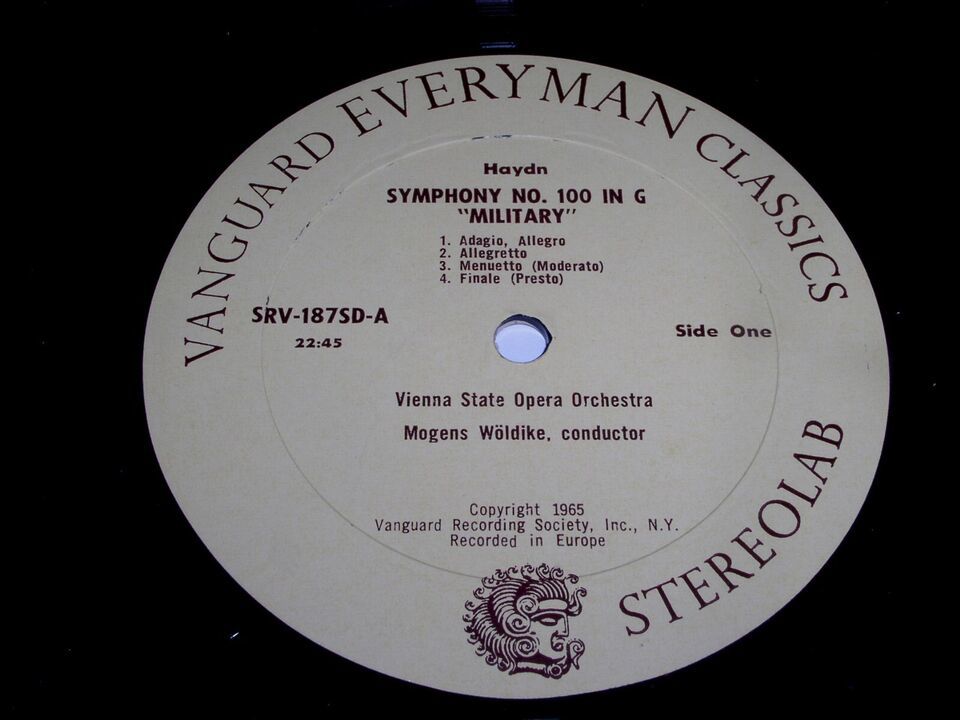 VANGUARD EVERYMAN CLASSICS
Haydn
SYMPHONY NO. 100 IN G
"MILITARY"
1. Adagio, Allegro
2. Allegretto
3. Menuetto (Moderato)
4. Finale (Presto)
SRV-187SD-A
22:45
Side One
Vienna State Opera Orchestra
Mogens Wöldike, conductor
Copyright 1965
Vanguard Recording Society, Inc., N.Y.
Recorded in Europe
STEREOLAB